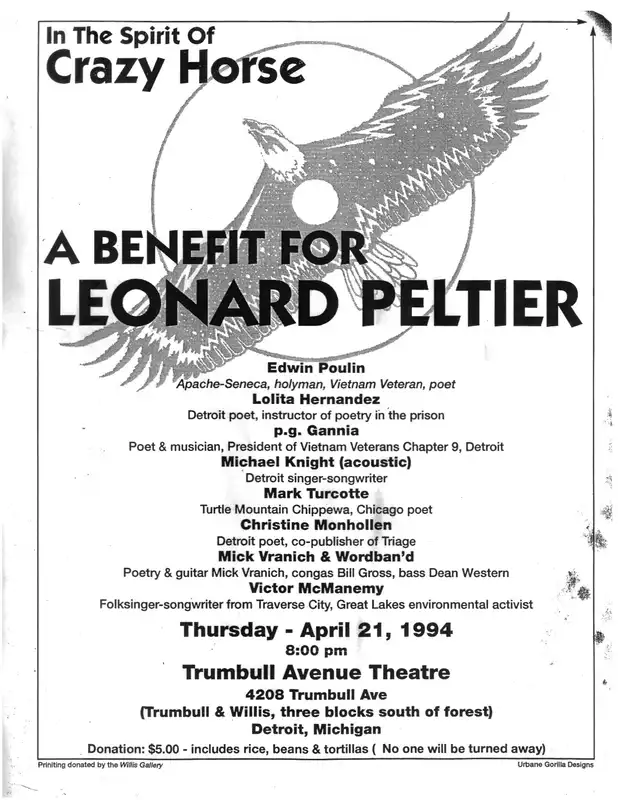 In The Spirit Of
Crazy Horse
A BENEFIT FOR
LEONARD PELTIER
Edwin Poulin
Apache-Seneca, holyman, Vietnam Veteran, poet
Lolita Hernandez
Detroit poet, instructor of poetry in the prison
p.g. Gannia
Poet & musician, President of Vietnam Veterans Chapter 9, Detroit
Michael Knight (acoustic)
Detroit singer-songwriter
Mark Turcotte
Turtle Mountain Chippewa, Chicago poet
Christine Monhollen
Detroit poet, co-publisher of Triage
Mick Vranich & Wordban'd
Poetry & guitar Mick Vranich, congas Bill Gross, bass Dean Western
Victor McManemy
Folksinger-songwriter from Traverse City, Great Lakes environmental activist
Thursday - April 21, 1994
8:00 pm
Trumbull Avenue Theatre
4208 Trumbull Ave
(Trumbull & Willis, three blocks south of forest)
Detroit, Michigan
Donation: $5.00 - includes rice, beans & tortillas ( No one will be turned away)
Priniting donated by the Willis Gallery
Urbane Gorilla Designs